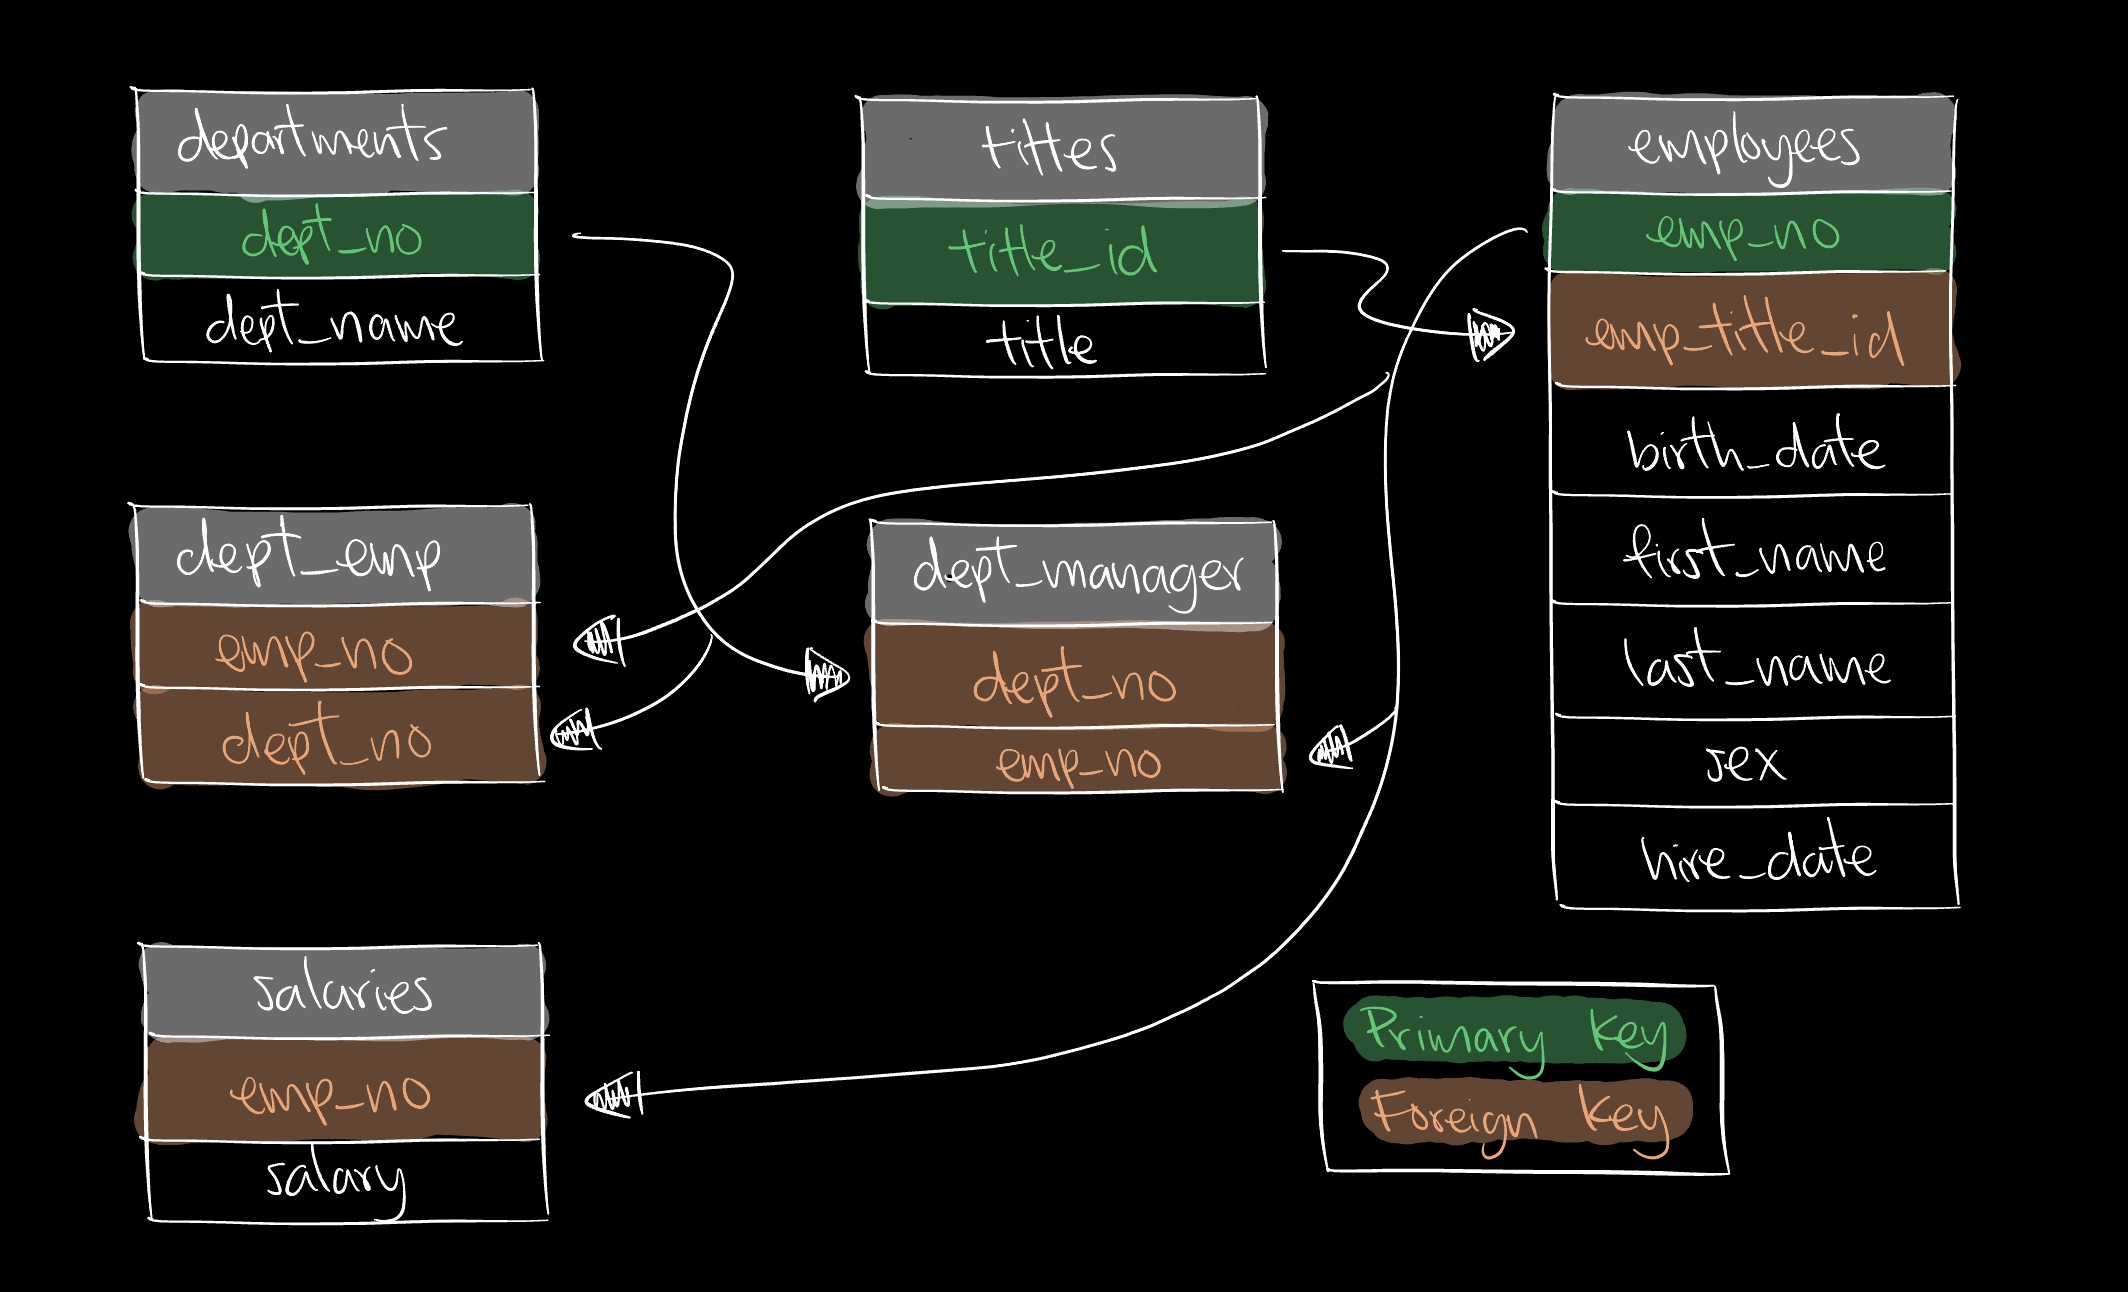 departments
dept_no
dept_name
titles
title_id
title
employees
emp_no
emp_title_id
birth_date
first_name
last_name
sex
hire_date
dept_emp
emp_no
dept_no
dept_manager
dept_no
emp_no
salaries
emp_no
salary
Primary Key
Foreign Key